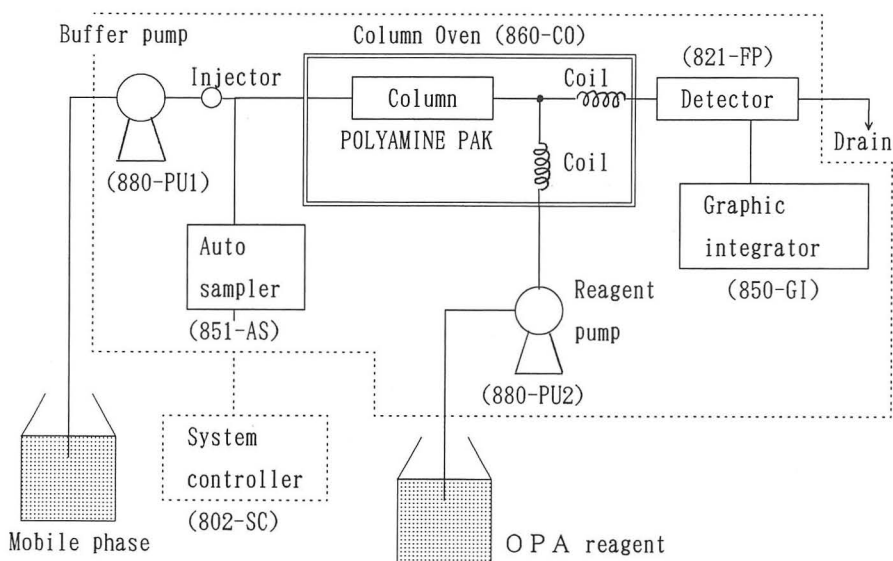 Buffer pump
Column Oven (860-CO)
Injector
(821-FP)
Coil
Column
Detector
POLYAMINE PAK
Drain
(880-PU1)
Coil
Graphic
integrator
(850-GI)
Auto
sampler
(851-AS)
Reagent
pump
(880-PU2)
System
controller
(802-SC)
Mobile phase
OPA reagent